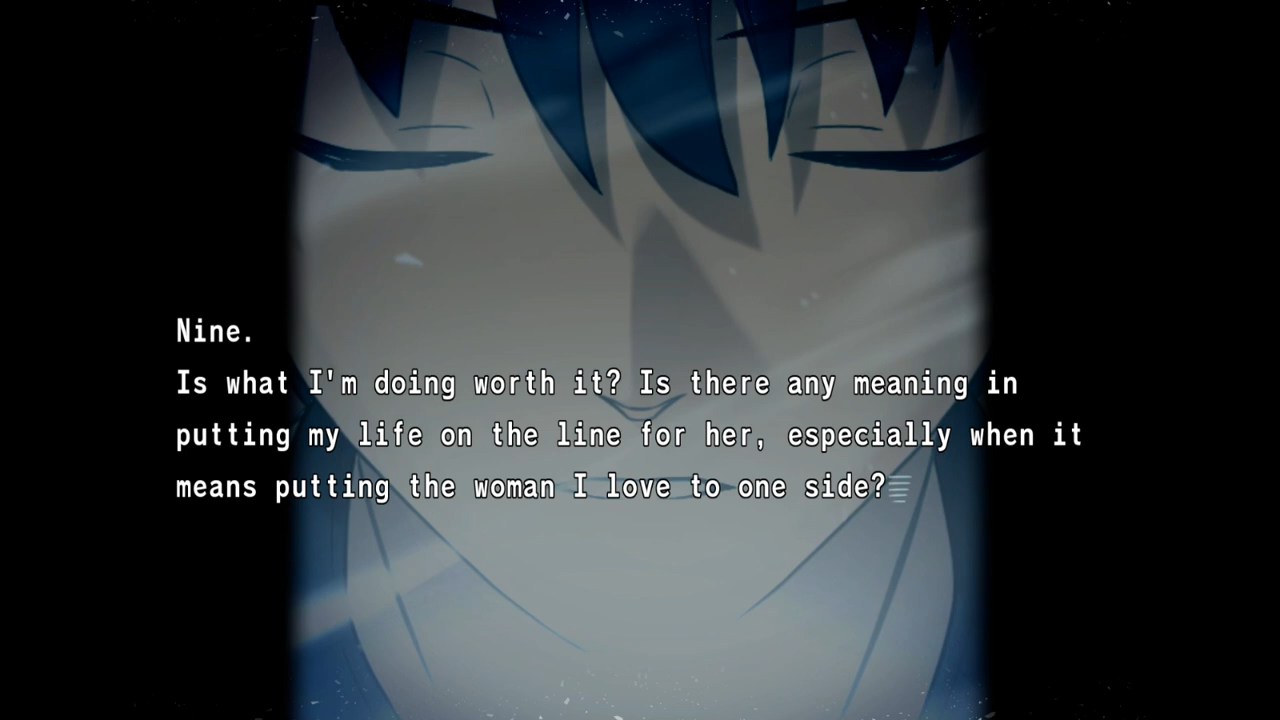 Nine.
Is what I'm doing worth it? Is there any meaning in
putting my life on the line for her, especially when it
means putting the woman I love to one side?